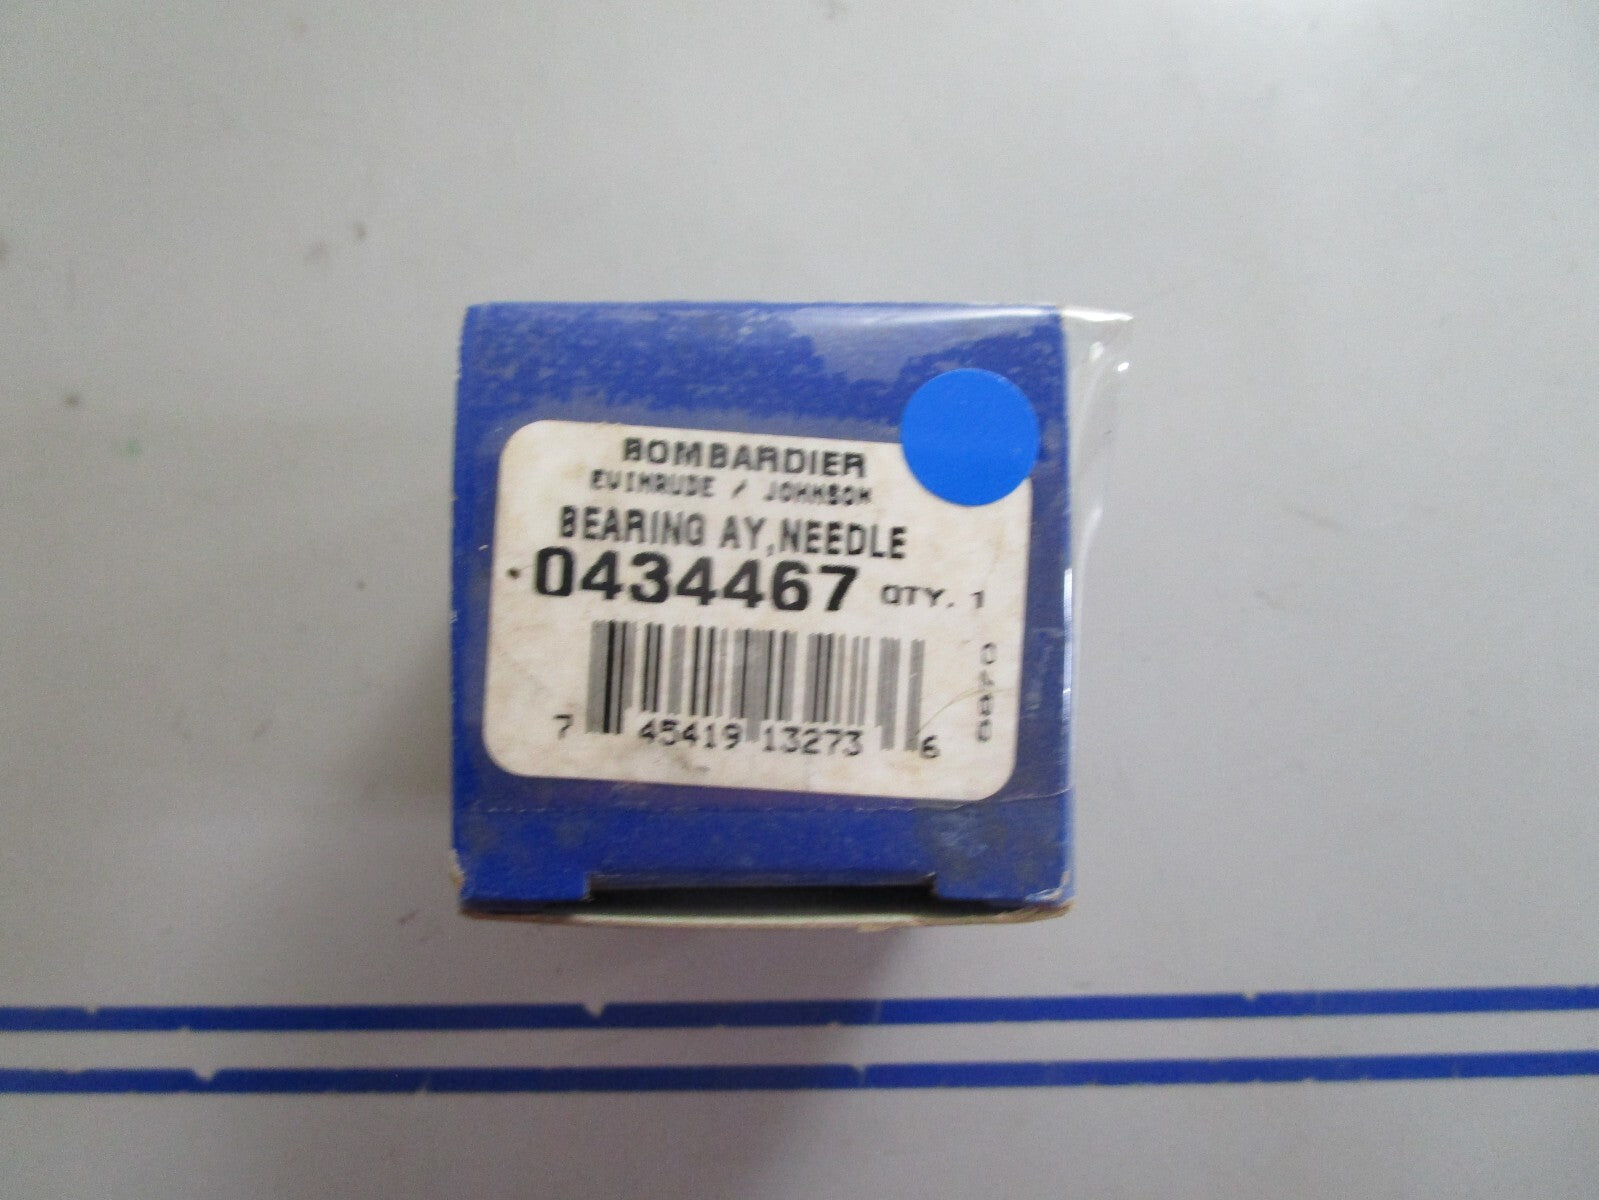 BOMBARDIER
EVINRUDE / JOHNSON
BEARING AY,NEEDLE
0434467 QTY. 1
7 45419 13273 6